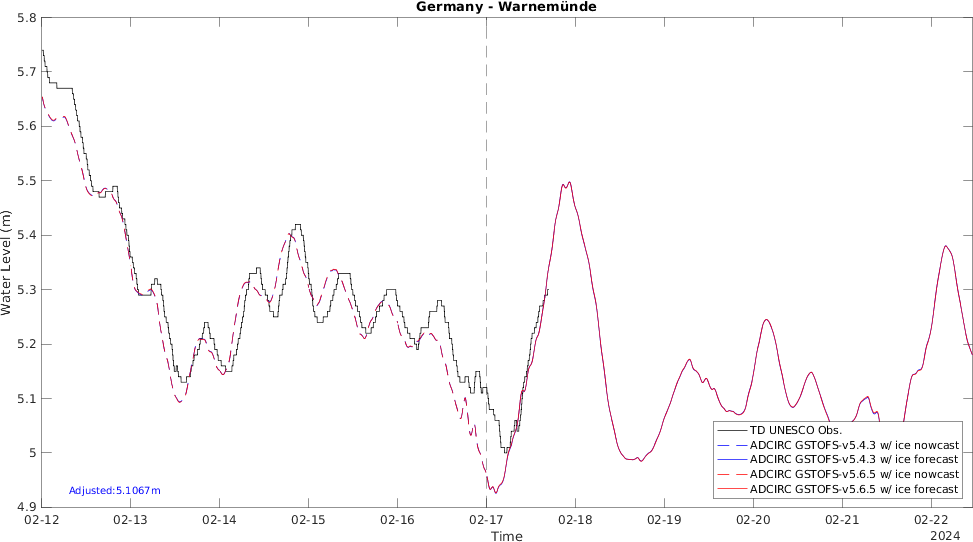 Germany - Warnemünde
5.8
5.7
5.6
5.5
5.4
5.3
5.2
5.1
5
4.9
Water Level (m)
Adjusted:5.1067m
TD UNESCO Obs.
ADCIRC GSTOFS-v5.4.3 w/ ice nowcast
ADCIRC GSTOFS-v5.4.3 w/ ice forecast
ADCIRC GSTOFS-v5.6.5 w/ ice nowcast
ADCIRC GSTOFS-v5.6.5 w/ ice forecast
02-12 02-13 02-14 02-15 02-16 02-17 02-18 02-19 02-20 02-21 02-22
Time
2024